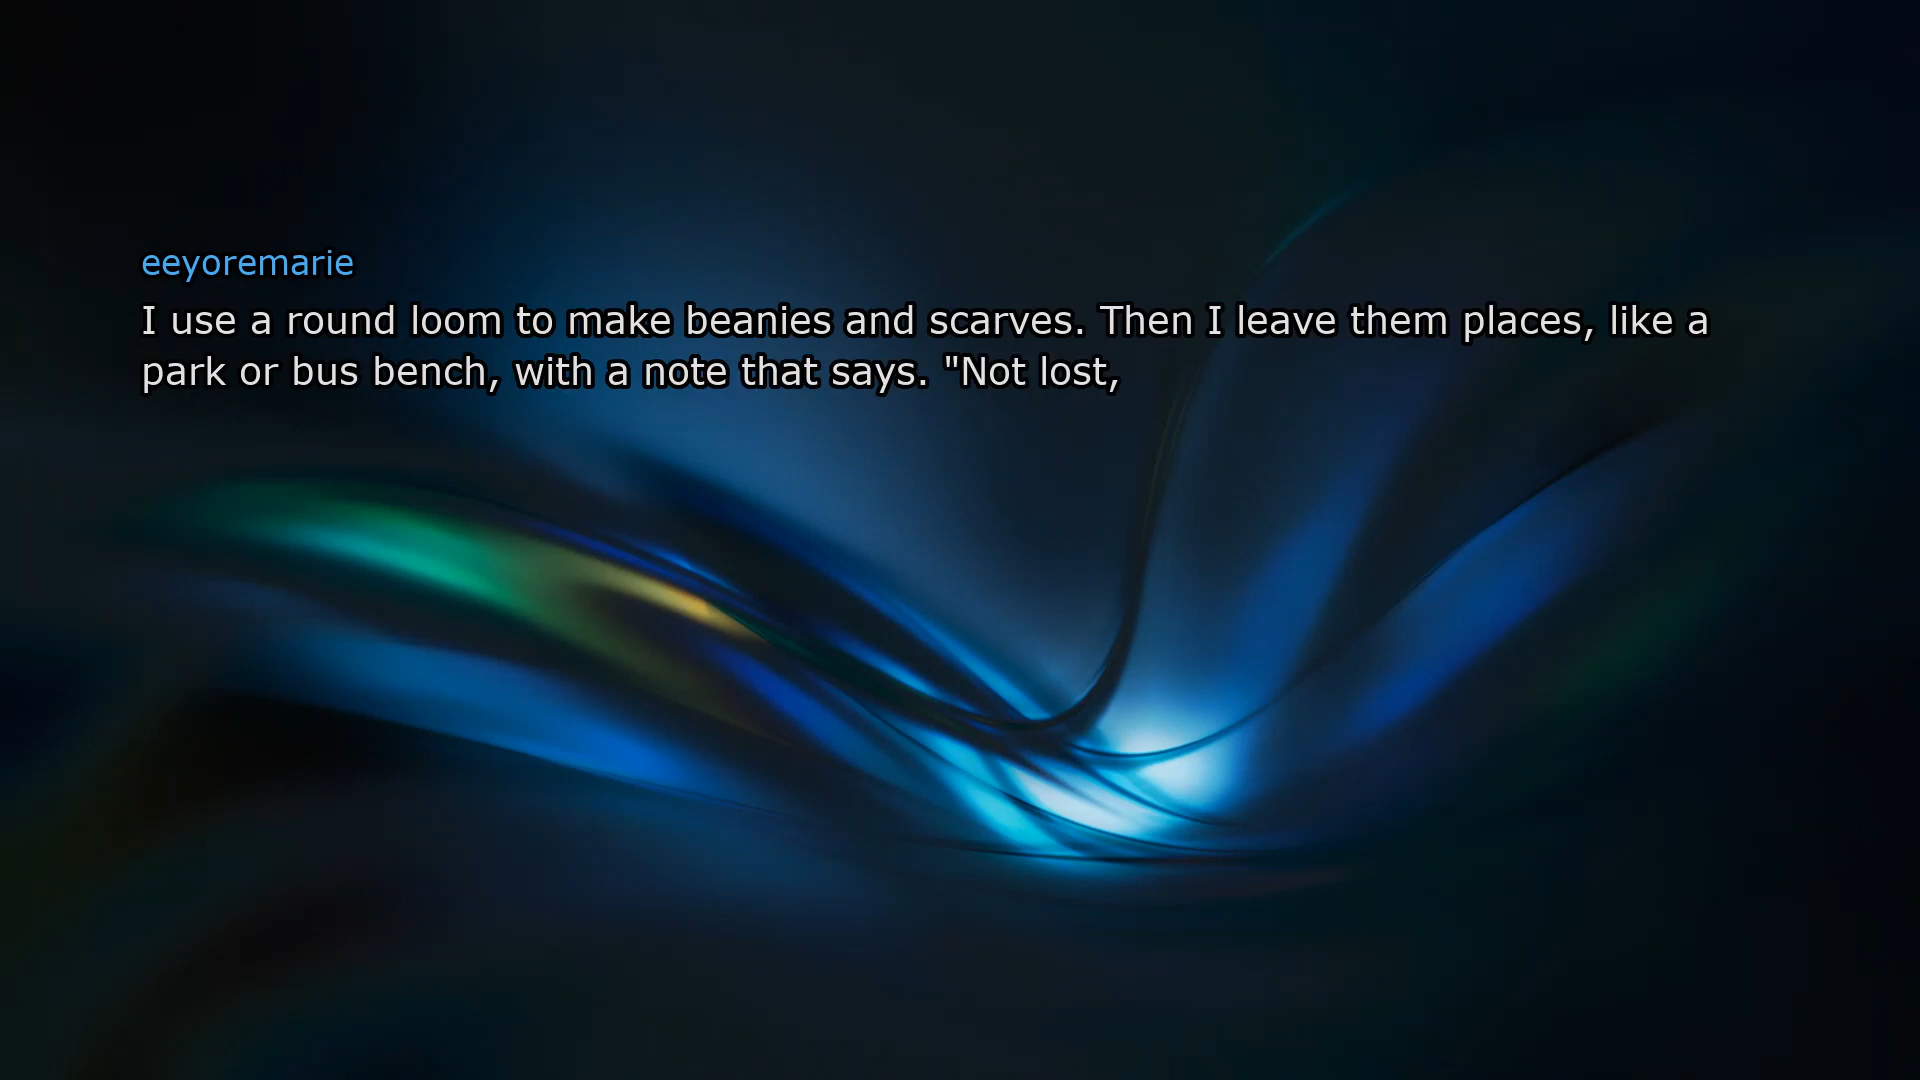 eeyoremarie
I use a round loom to make beanies and scarves. Then I leave them places, like a
park or bus bench, with a note that says. "Not lost,